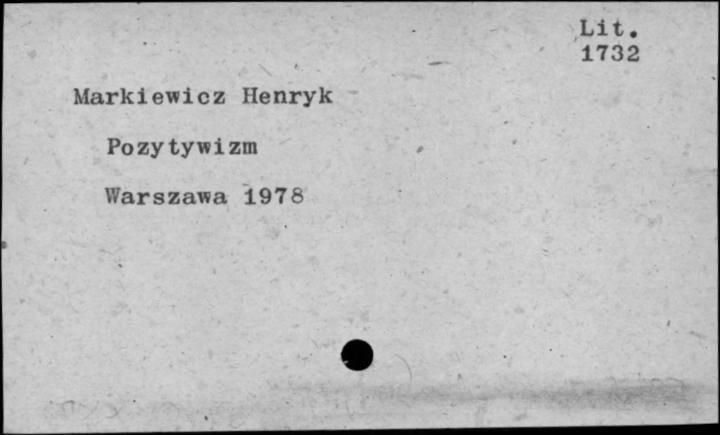 Lit.
1732
Markiewicz Henryk
Pozytywizm
Warszawa 1978